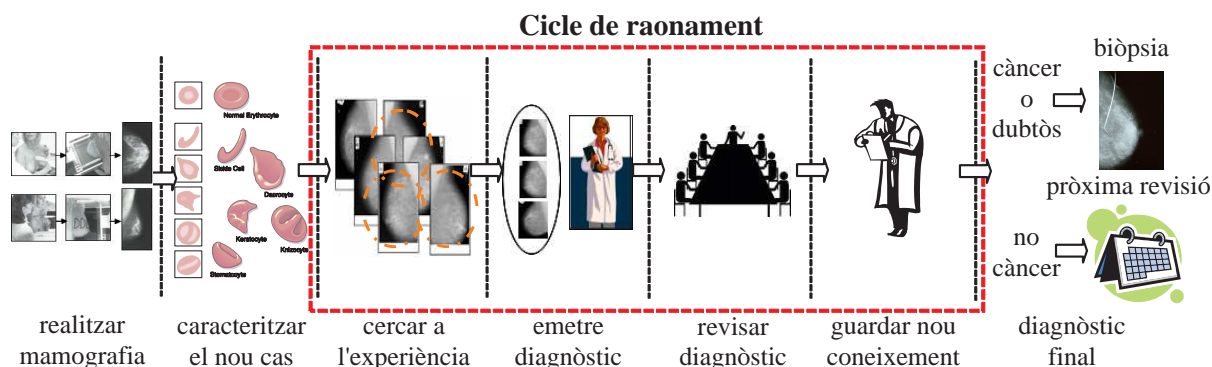 Cicle de raonament
Normal Erythrocyte
Sickle Cell
Dacrocyte
Keratocyte
Knizocyte
Stomatocyte
càncer
o
dubtòs
biòpsia
pròxima revisió
no
càncer
realitzar
mamografia
caracteritzar
el nou cas
cercar a
l'experiència
emetre
diagnòstic
revisar
diagnòstic
guardar nou
coneixement
diagnòstic
final